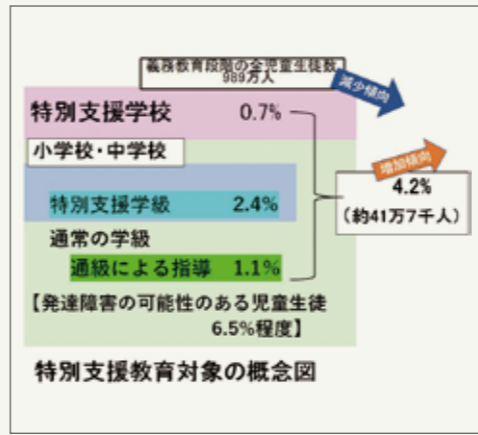 義務教育段階の全児童生徒数
989万人
減少傾向
特別支援学校 0.7%
小学校・中学校
増加傾向
4.2%
（約41万7千人）
特別支援学級 2.4%
通常の学級
通級による指導 1.1%
【発達障害の可能性のある児童生徒
6.5%程度】
特別支援教育対象の概念図